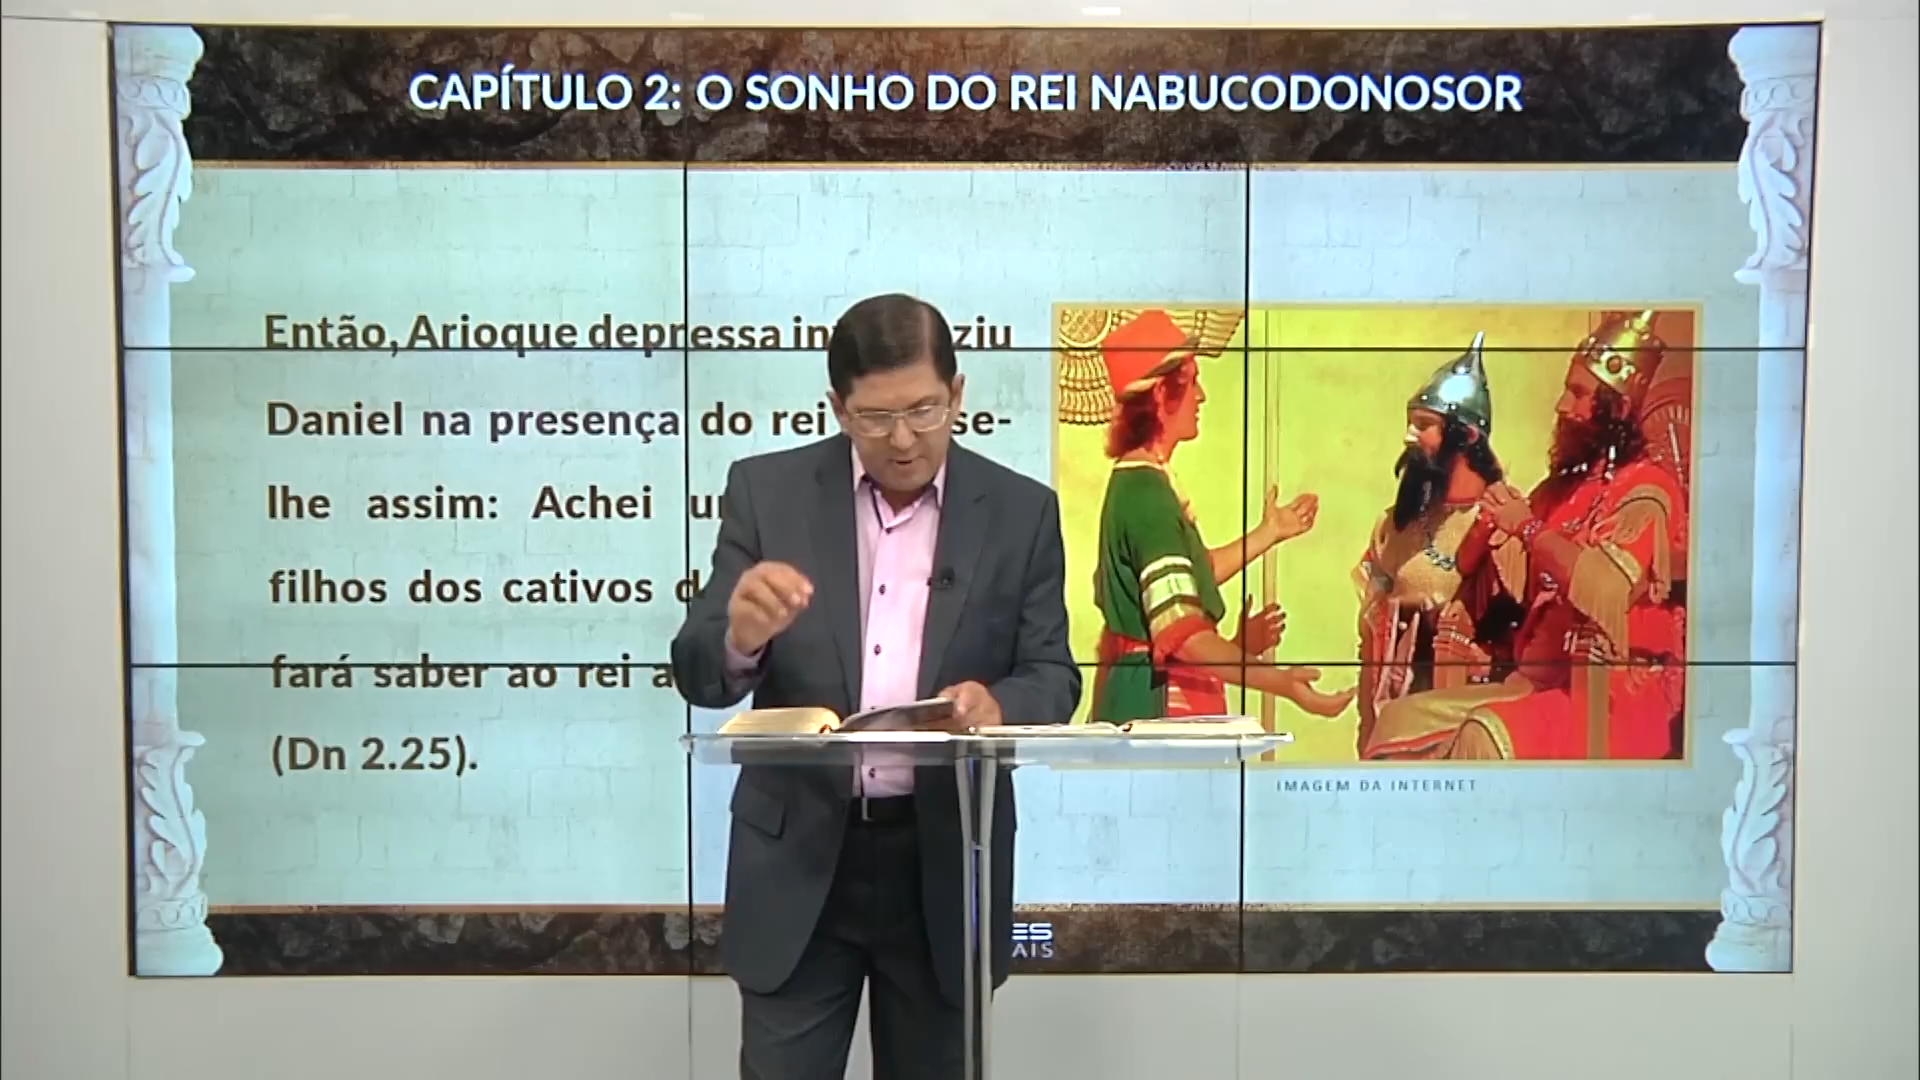 CAPÍTULO 2: O SONHO DO REI NABUCODONOSOR
Então, Arioque depressa
Daniel na presença do rei se-
lhe assim: Achei
filhos dos cativos
fará saber ao rei
(Dn 2.25).
IMAGEM DA INTERNET